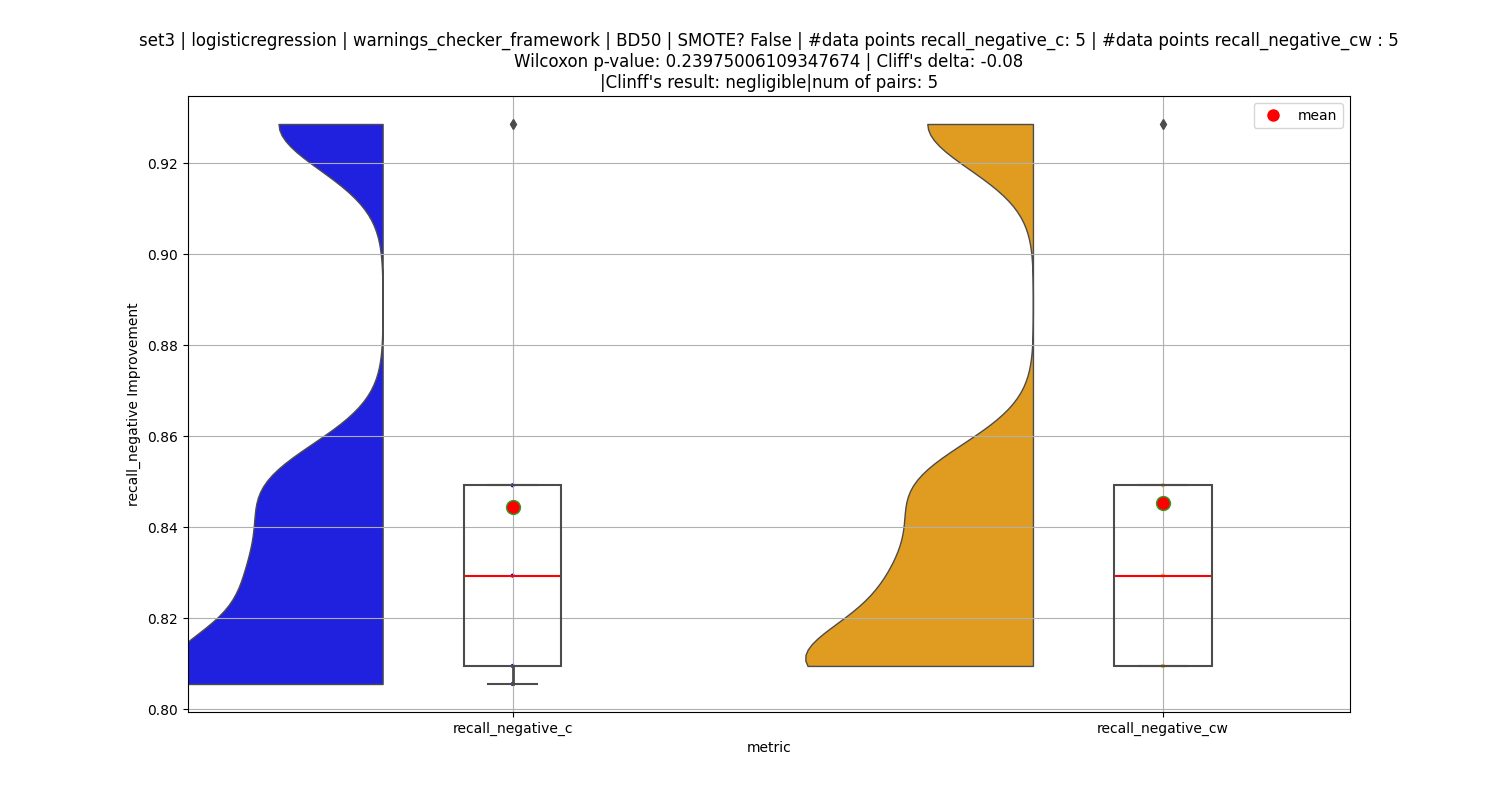 set3 | logisticregression | warnings_checker_framework | BD50 | SMOTE? False | #data points recall_negative_c: 5 | #data points recall_negative_cw : 5
Wilcoxon p-value: 0.23975006109347674 | Cliff's delta: -0.08
|Clinff's result: negligible|num of pairs: 5
mean
recall_negative Improvement
0.92
0.90
0.88
0.86
0.84
0.82
0.80
recall_negative_c
recall_negative_cw
metric